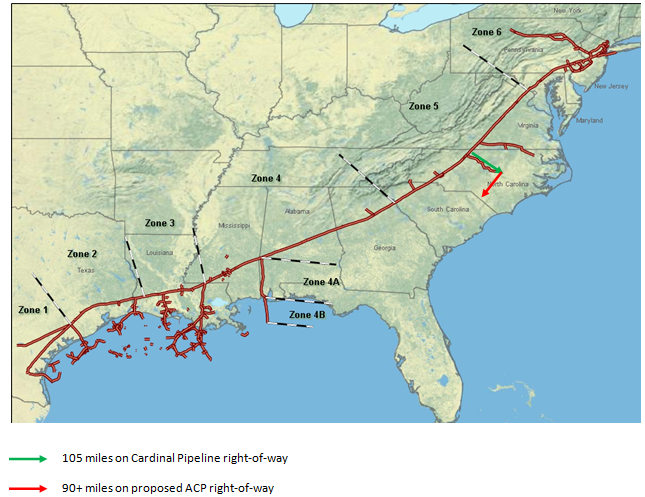 New York
Zone 6
Pennsylvania
New Jersey
Zone 5
Maryland
Virginia
Zone 4
North Carolina
South Carolina
Zone 3
Mississippi
Alabama
Georgia
Zone 2
Louisiana
Texas
Zone 4A
Zone 1
Zone 4B
105 miles on Cardinal Pipeline right-of-way
90+ miles on proposed ACP right-of-way